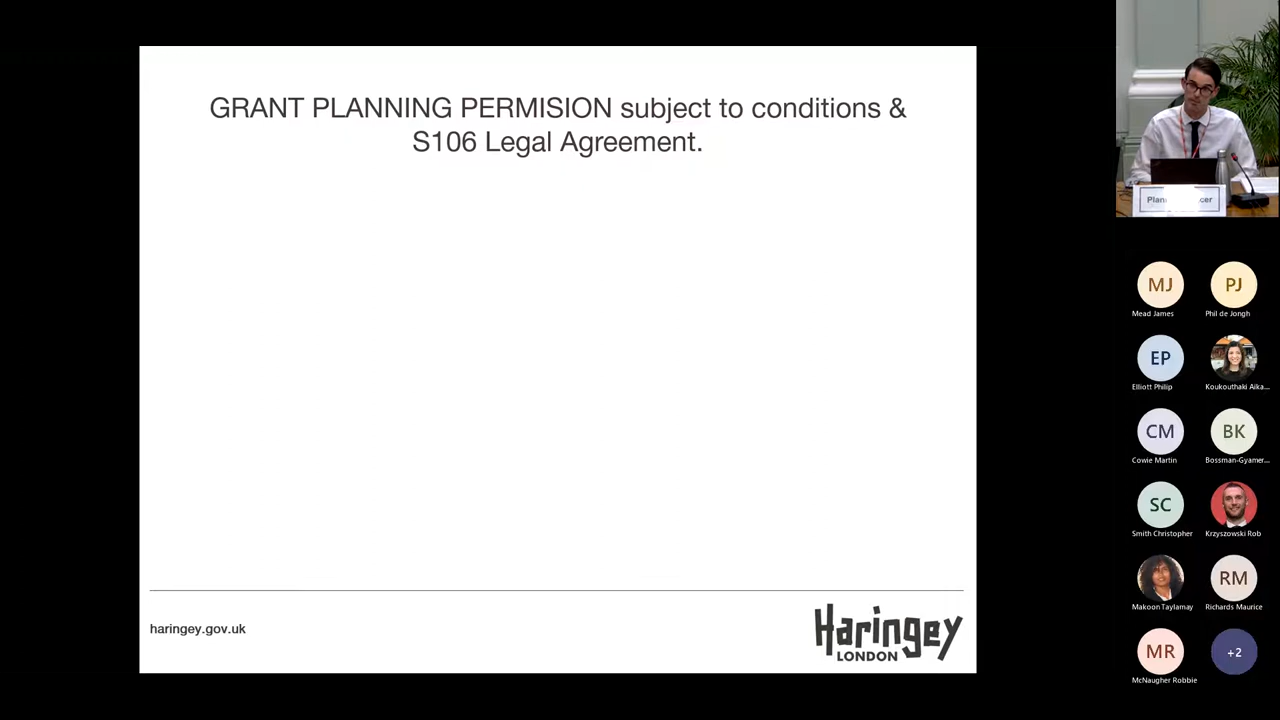 GRANT PLANNING PERMISION subject to conditions &
S106 Legal Agreement.
haringey.gov.uk
Haringey
LONDON
MJ
Mead James
PJ
Phil de Jongh
EP
Elliott Philip
Koukouthaki Aika...
CM
Cowie Martin
BK
Bossman-Gyamer...
SC
Smith Christopher
Krzyszowski Rob
Makoon Taylamay
RM
Richards Maurice
MR
McNaugher Robbie
+2